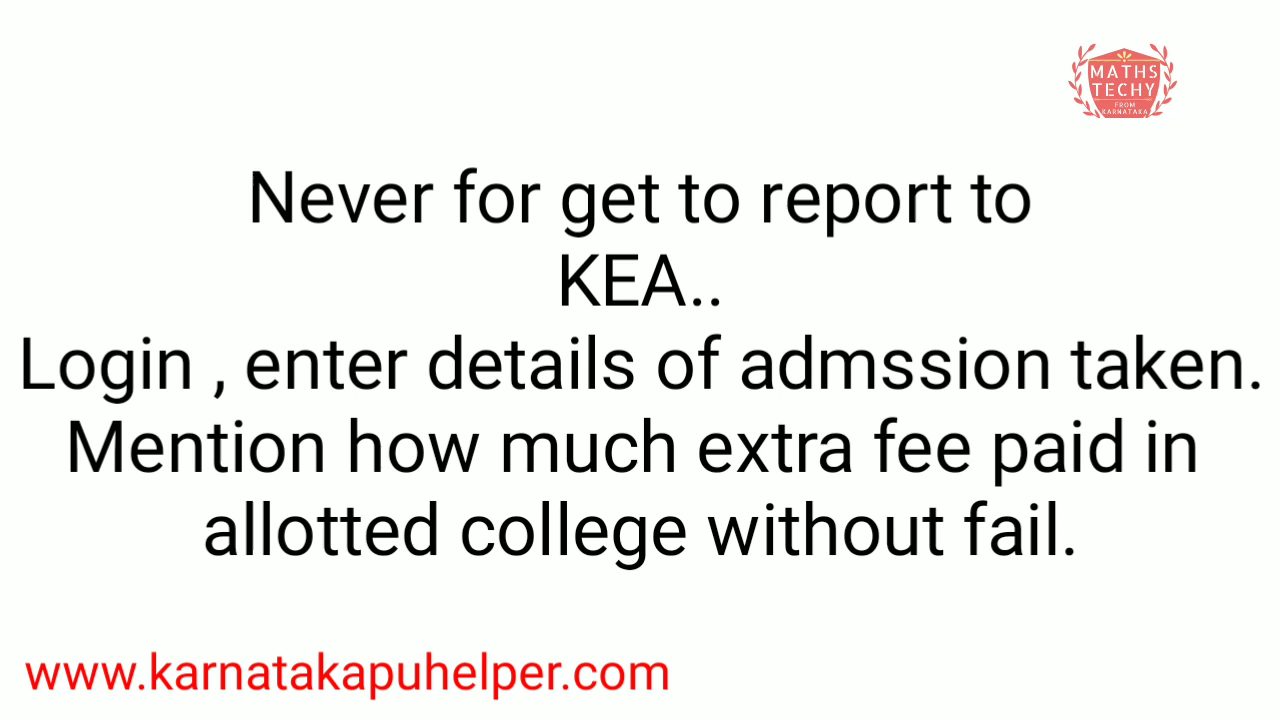 MATHS
TECHY
FROM
KARNATAKA
Never for get to report to
KEA..
Login , enter details of admssion taken.
Mention how much extra fee paid in
allotted college without fail.
www.karnatakapuhelper.com